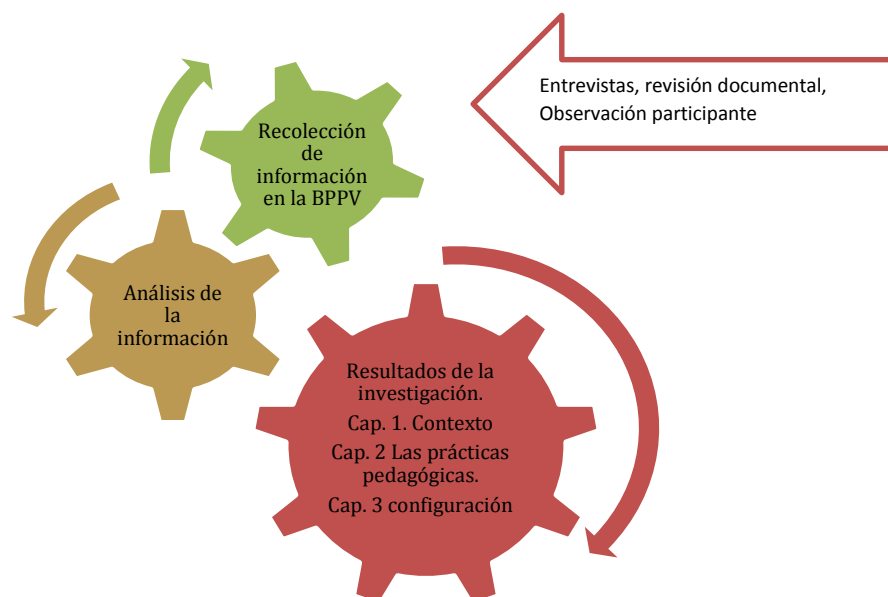 Entrevistas, revisión documental,
Observación participante
Recolección
de
información
en la BPPV
Análisis de
la
información
Resultados de la
investigación.
Cap. 1. Contexto
Cap. 2 Las prácticas
pedagógicas.
Cap. 3 configuración